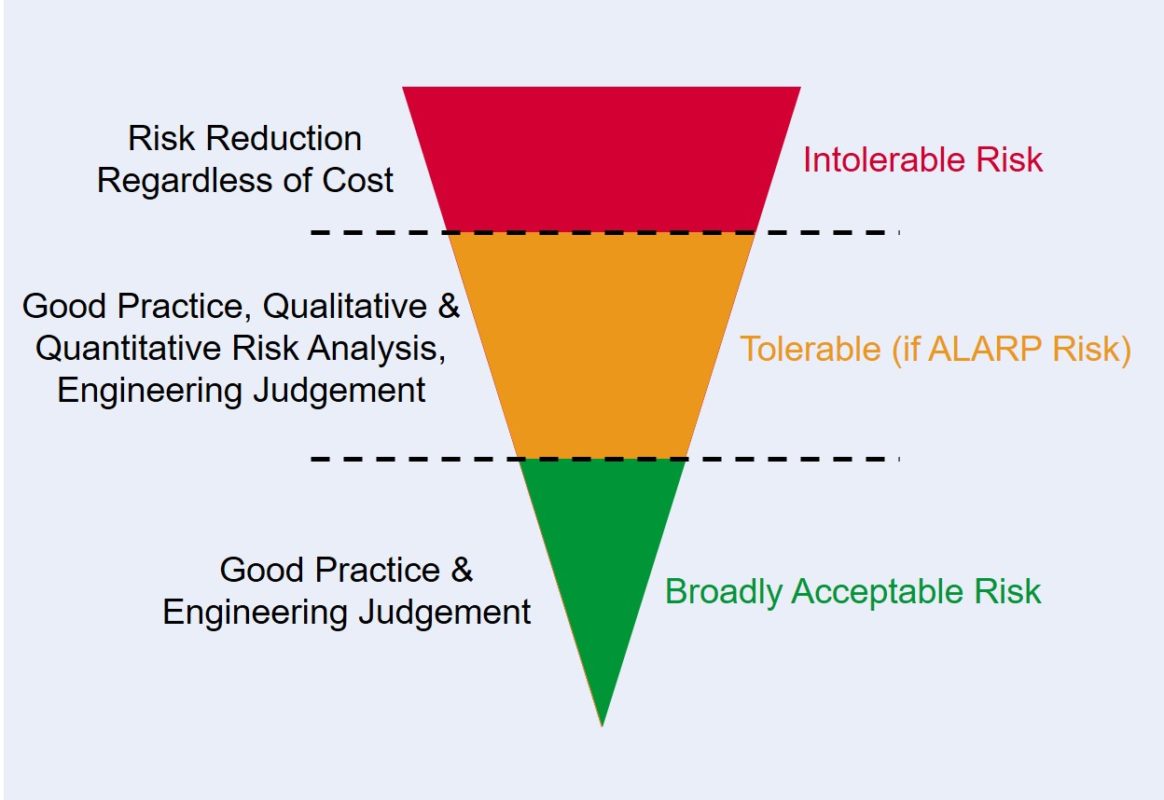 Risk Reduction
Regardless of Cost
Intolerable Risk
Good Practice, Qualitative &
Quantitative Risk Analysis,
Engineering Judgement
Tolerable (if ALARP Risk)
Good Practice &
Engineering Judgement
Broadly Acceptable Risk